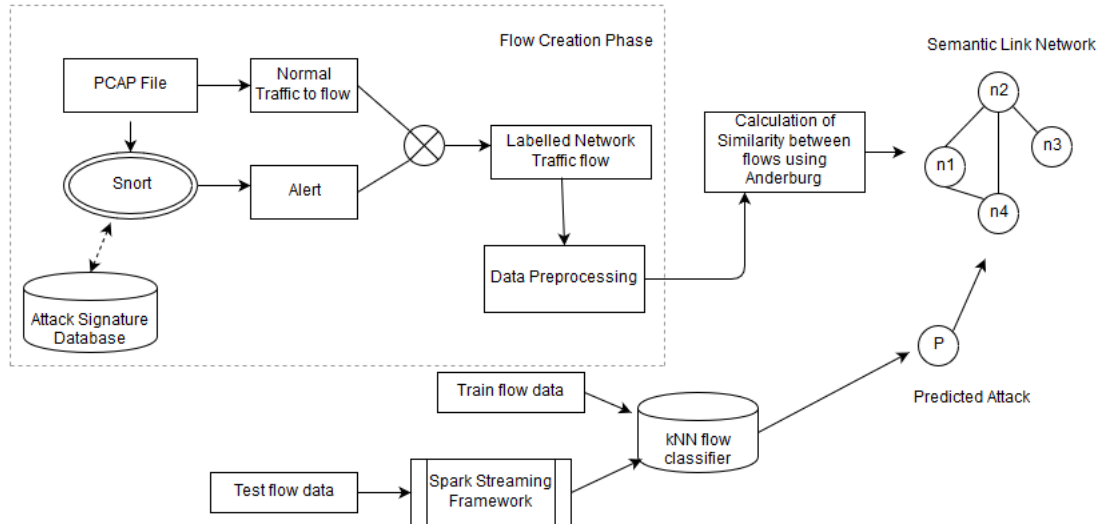 Flow Creation Phase
PCAP File
Normal
Traffic to flow
Snort
Alert
Labelled Network
Traffic flow
Data Preprocessing
Attack Signature
Database
Calculation of
Similarity between
flows using
Anderburg
Semantic Link Network
n2
n3
n1
n4
P
Predicted Attack
Train flow data
kNN flow
classifier
Test flow data
Spark Streaming
Framework